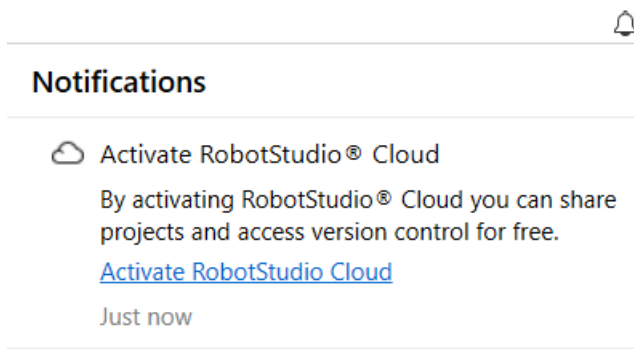 Notifications
Activate RobotStudio® Cloud
By activating RobotStudio® Cloud you can share
projects and access version control for free.
Activate RobotStudio Cloud
Just now